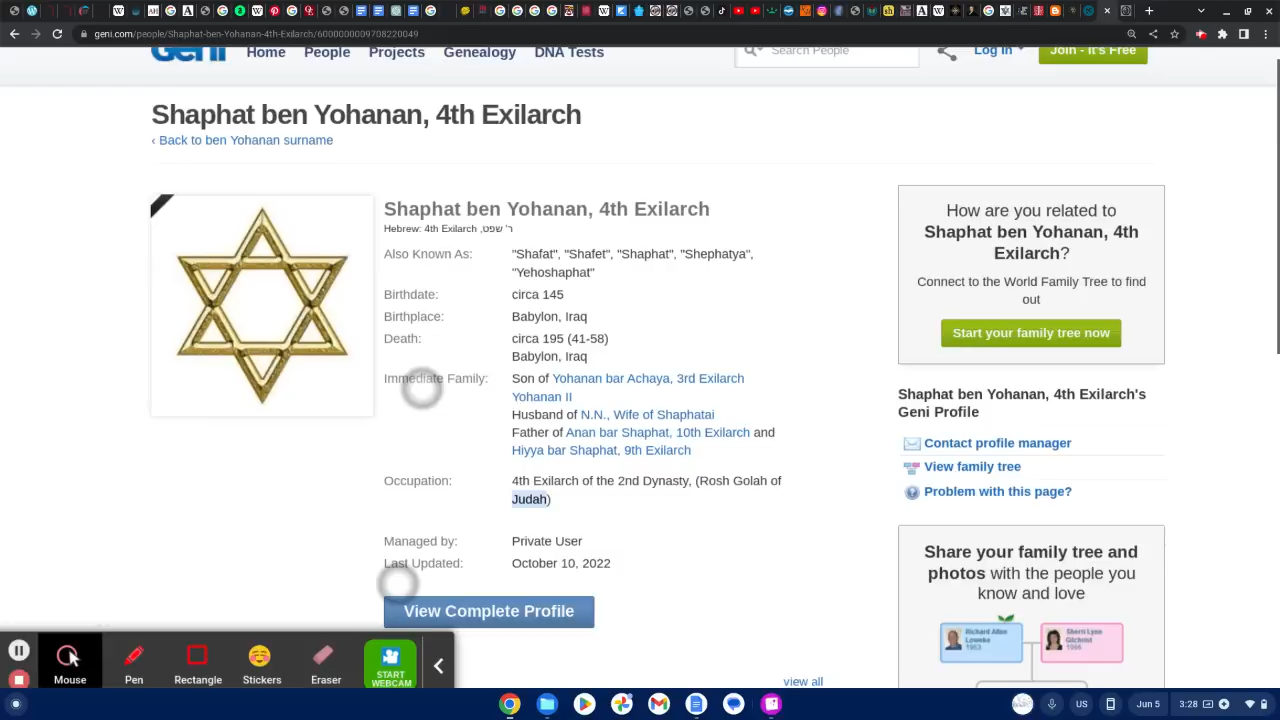 geni.com/people/Shaphat-ben-Yohanan-4th-Exilarch/6000000009708220049
Geni
Home People Projects Genealogy DNA Tests
Search People
Log In
Join - It's Free
Shaphat ben Yohanan, 4th Exilarch
‹ Back to ben Yohanan surname
Shaphat ben Yohanan, 4th Exilarch
Hebrew: 4th Exilarch ,ר' שפט
Also Known As: "Shafat", "Shefet", "Shaphat", "Shephatya",
"Yehoshaphat"
Birthdate: circa 145
Birthplace: Babylon, Iraq
Death: circa 195 (41-58)
Babylon, Iraq
Immediate Family: Son of Yohanan bar Achaya, 3rd Exilarch
Yohanan II
Husband of N.N., Wife of Shaphatai
Father of Anan bar Shaphat, 10th Exilarch and
Hiyya bar Shaphat, 9th Exilarch
Occupation: 4th Exilarch of the 2nd Dynasty, (Rosh Golah of
Judah)
Managed by: Private User
Last Updated: October 10, 2022
View Complete Profile
view all
How are you related to
Shaphat ben Yohanan, 4th
Exilarch?
Connect to the World Family Tree to find
out
Start your family tree now
Shaphat ben Yohanan, 4th Exilarch's
Geni Profile
Contact profile manager
View family tree
Problem with this page?
Share your family tree and
photos with the people you
know and love
Richard Allen
1963
Sherri Lynn
Gilchrist
Mouse
Pen
Rectangle
Stickers
Eraser
START
WEBCAM
US
Jun 5
3:28